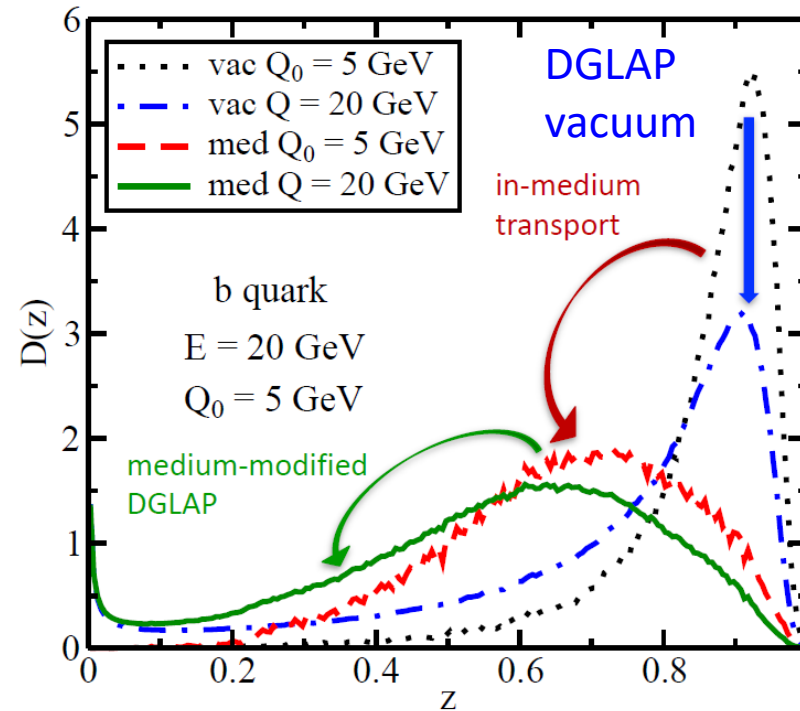 6
5
4
3
2
1
0
D(z)
vac Q₀ = 5 GeV
vac Q = 20 GeV
med Q₀ = 5 GeV
med Q = 20 GeV
DGLAP
vacuum
in-medium
transport
b quark
E = 20 GeV
Q₀ = 5 GeV
medium-modified
DGLAP
0
0.2
0.4
0.6
0.8
z